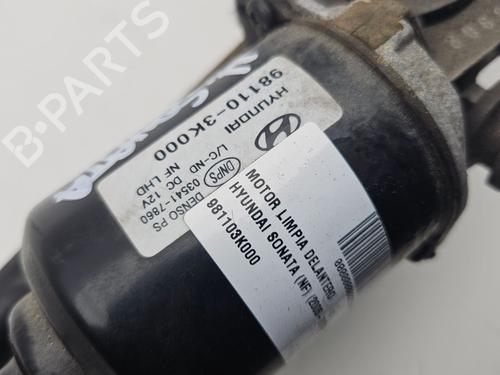 HYUNDAI
98110-3K000
L/C-ND
NF LHD
DNPS
03541-7860
DC 12V
DENSO PS
MOTOR LIMPIA DELANTERO
HYUNDAI SONATA (NF)
981103K000
B-PARTS